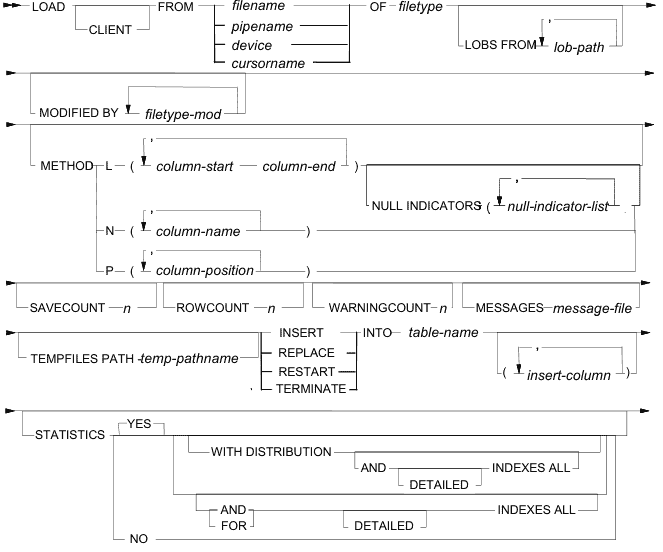 LOAD CLIENT FROM filename OF filetype LOBS FROM , lob-path
pipename
device
cursorname
MODIFIED BY filetype-mod
METHOD L ( , column-start column-end ) NULL INDICATORS ( , null-indicator-list
N ( , column-name )
P ( , column-position )
SAVECOUNT n ROWCOUNT n WARNINGCOUNT n MESSAGES message-file
TEMPFILES PATH temp-pathname INSERT INTO table-name ( , insert-column )
REPLACE
RESTART
TERMINATE
STATISTICS YES
WITH DISTRIBUTION
AND DETAILED INDEXES ALL
AND INDEXES ALL
FOR DETAILED
NO